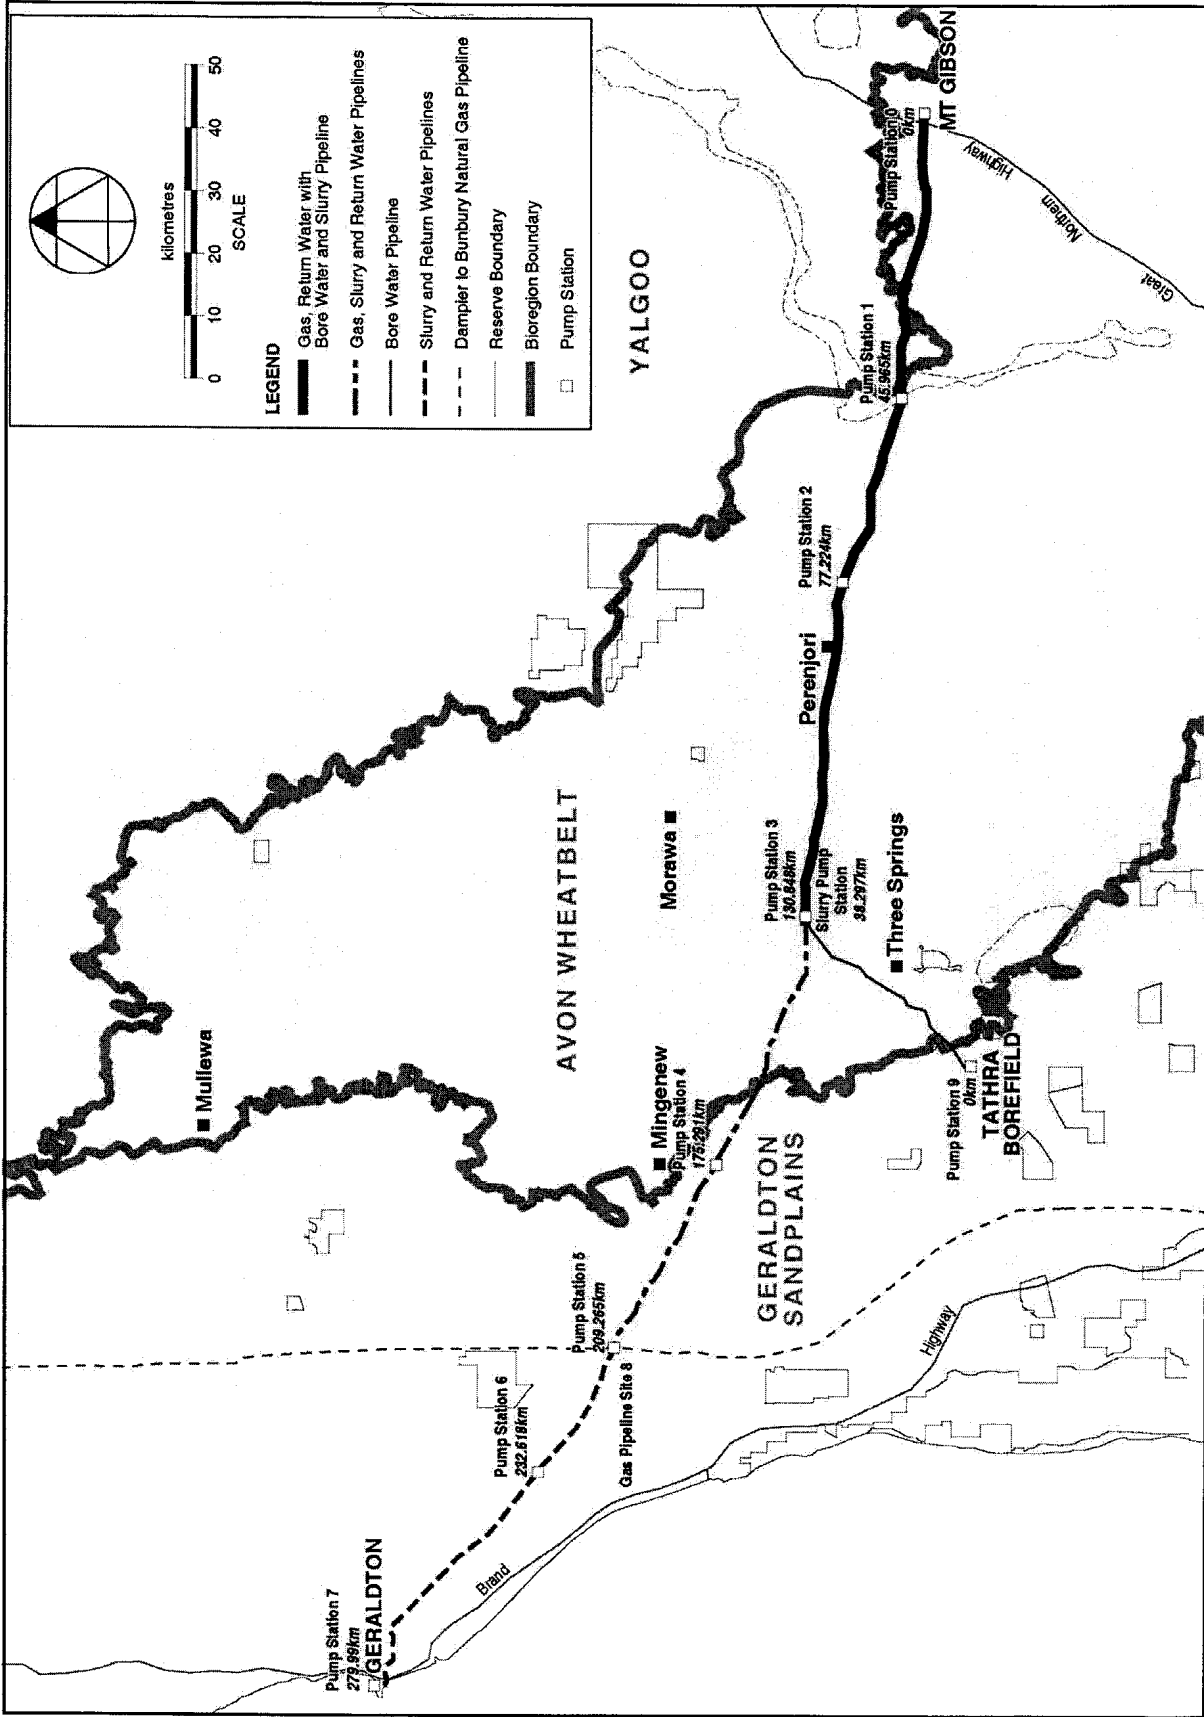 kilometres
0 10 20 30 40 50
SCALE
LEGEND
Gas, Return Water with
Bore Water and Slurry Pipeline
Gas, Slurry and Return Water Pipelines
Bore Water Pipeline
Slurry and Return Water Pipelines
Dampier to Bunbury Natural Gas Pipeline
Reserve Boundary
Bioregion Boundary
Pump Station
Mullewa
YALGOO
AVON WHEATBELT
Morawa
Mingenew
Pump Station 4
175.291km
Pump Station 7
279.99km
GERALDTON
Pump Station 6
232.618km
Pump Station 5
209.265km
Gas Pipeline Site 8
GERALDTON
SANDPLAINS
Pump Station 3
130.848km
Slurry Pump
Station
38.297km
Perenjori
Pump Station 2
77.224km
Pump Station 1
45.965km
Pump Station 0
0km
MT GIBSON
Three Springs
Pump Station 9
0km
TATHRA
BOREFIELD
Brand
Highway
Great
Northern
Highway